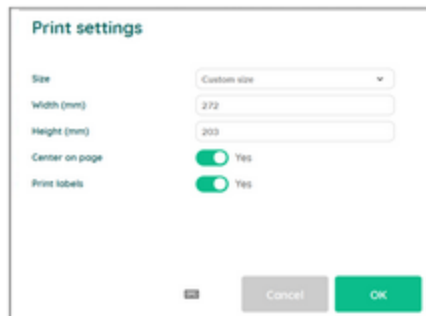 Print settings
Size Custom size
Width (mm) 272
Height (mm) 203
Center on page Yes
Print labels Yes
Cancel OK